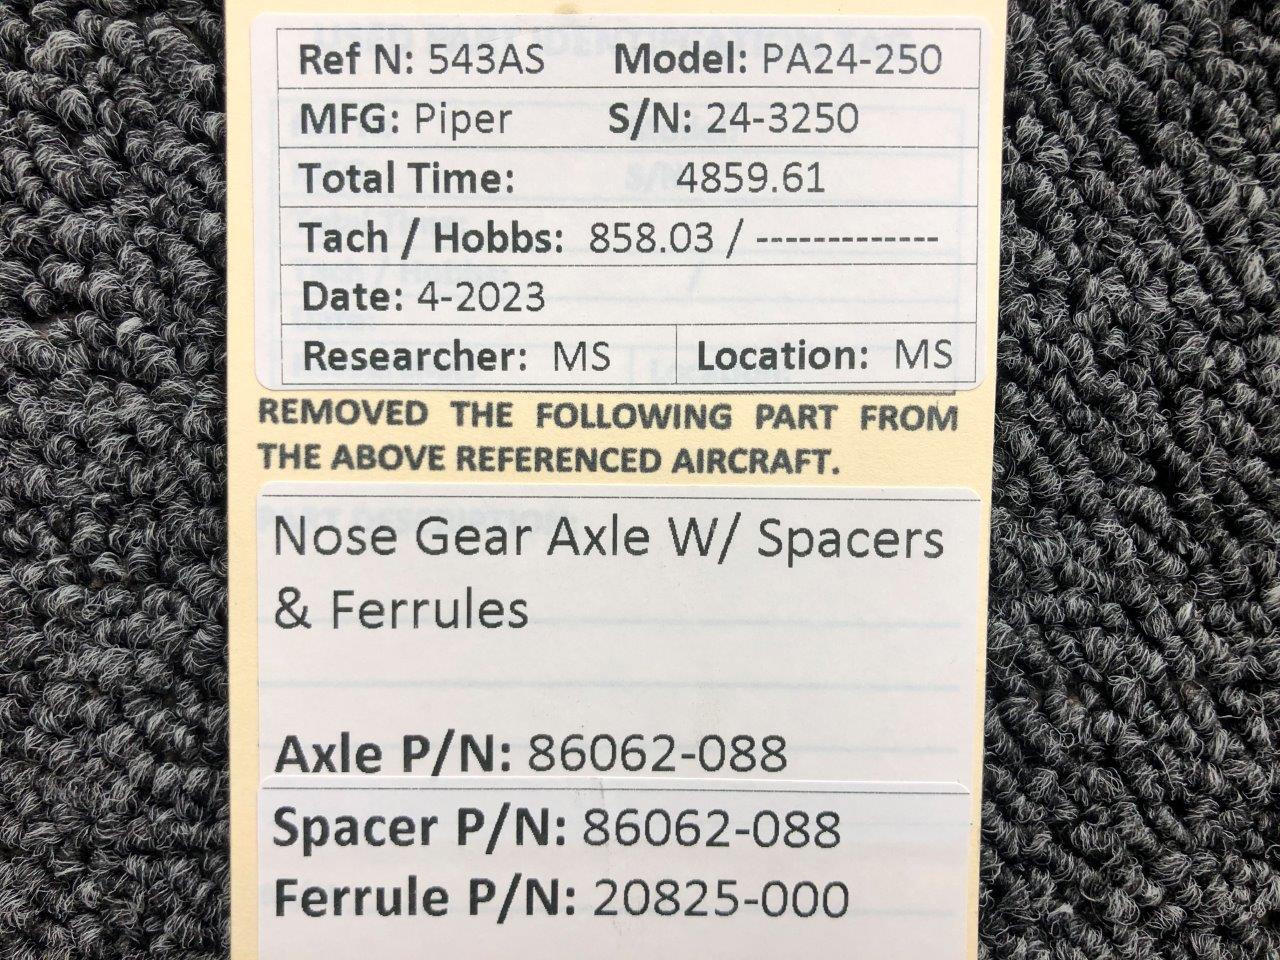 Ref N: 543AS Model: PA24-250
MFG: Piper S/N: 24-3250
Total Time: 4859.61
Tach / Hobbs: 858.03 / -------------
Date: 4-2023
Researcher: MS Location: MS
REMOVED THE FOLLOWING PART FROM
THE ABOVE REFERENCED AIRCRAFT.
Nose Gear Axle W/ Spacers
& Ferrules
Axle P/N: 86062-088
Spacer P/N: 86062-088
Ferrule P/N: 20825-000